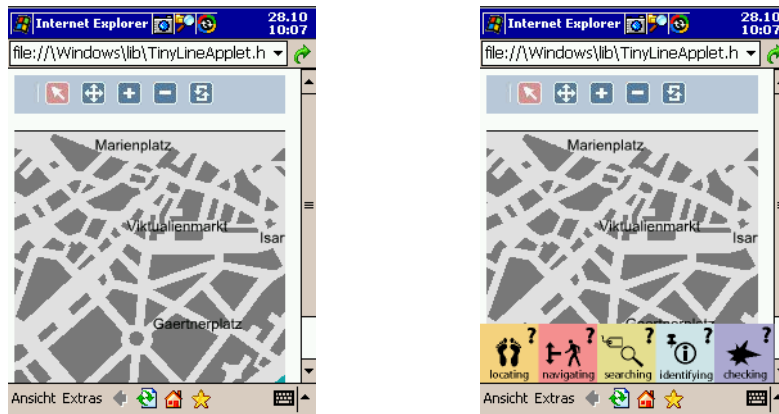 Internet Explorer 28.10 10:07
file://\Windows\lib\TinyLineApplet.h
Marienplatz
Viktualienmarkt
Isar
Gaertnerplatz
Ansicht Extras
Internet Explorer 28.10 10:07
file://\Windows\lib\TinyLineApplet.h
Marienplatz
Viktualienmarkt
Isar
Gaertnerplatz
? ? ? ? ?
locating navigating searching identifying checking
Ansicht Extras